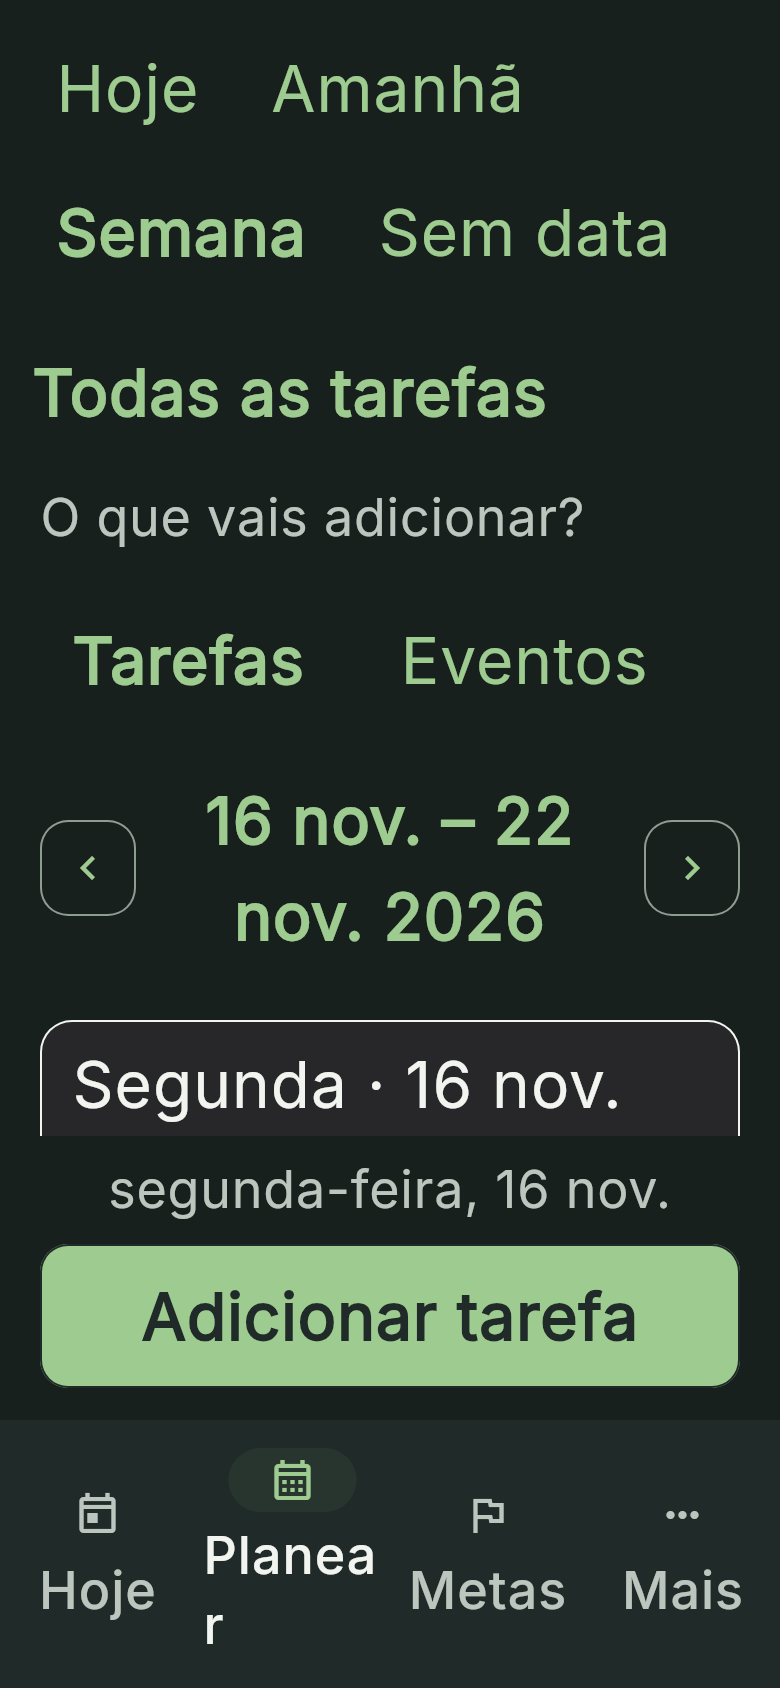 Hoje Amanhã
Semana Sem data
Todas as tarefas
O que vais adicionar?
Tarefas Eventos
16 nov. – 22
nov. 2026
Segunda · 16 nov.
segunda-feira, 16 nov.
Adicionar tarefa
Hoje
Planea
r
Metas
Mais